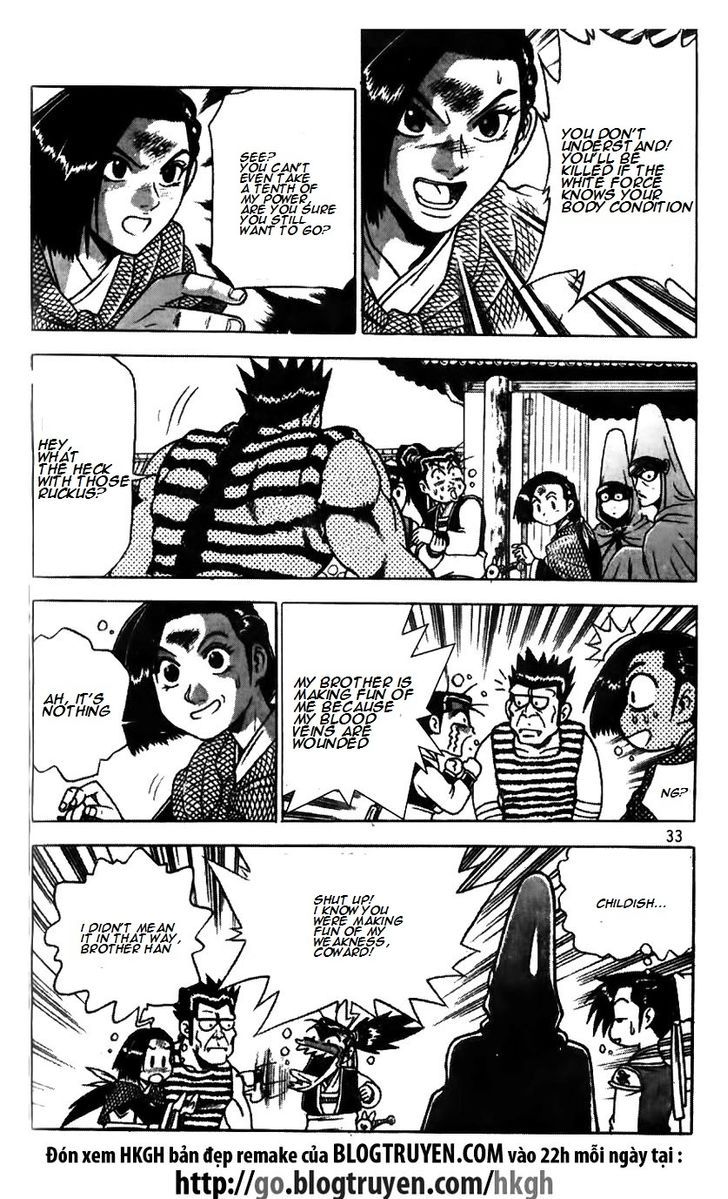 SEE?
YOU CAN'T
EVEN TAKE
A TENTH OF
MY POWER,
ARE YOU SURE
YOU STILL
WANT TO GO?
YOU DON'T
UNDERSTAND!
YOU'LL BE
KILLED IF THE
WHITE FORCE
KNOWS YOUR
BODY CONDITION
HEY,
WHAT
THE HECK
WITH THOSE
RUCKUS?
AH, IT'S
NOTHING
MY BROTHER IS
MAKING FUN OF
ME BECAUSE
MY BLOOD
VEINS ARE
WOUNDED
NG?
33
I DIDN'T MEAN
IT IN THAT WAY,
BROTHER HAN
SHUT UP!
I KNOW YOU
WERE MAKING
FUN OF MY
WEAKNESS,
COWARD!
CHILDISH...
Đón xem HKGH bản đẹp remake của BLOGTRUYEN.COM vào 22h mỗi ngày tại :
http://go.blogtruyen.com/hkgh